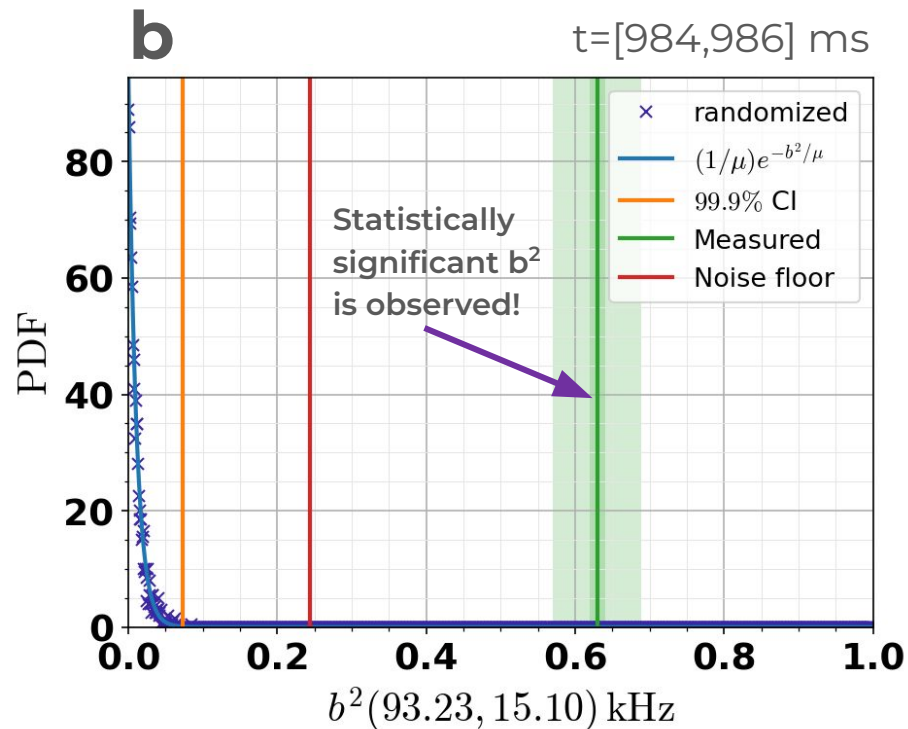 b
t=[984,986] ms
randomized
(1/μ)e^{-b²/μ}
99.9% CI
Measured
Noise floor
Statistically
significant b²
is observed!
PDF
80
60
40
20
0
0.0 0.2 0.4 0.6 0.8 1.0
b²(93.23, 15.10) kHz